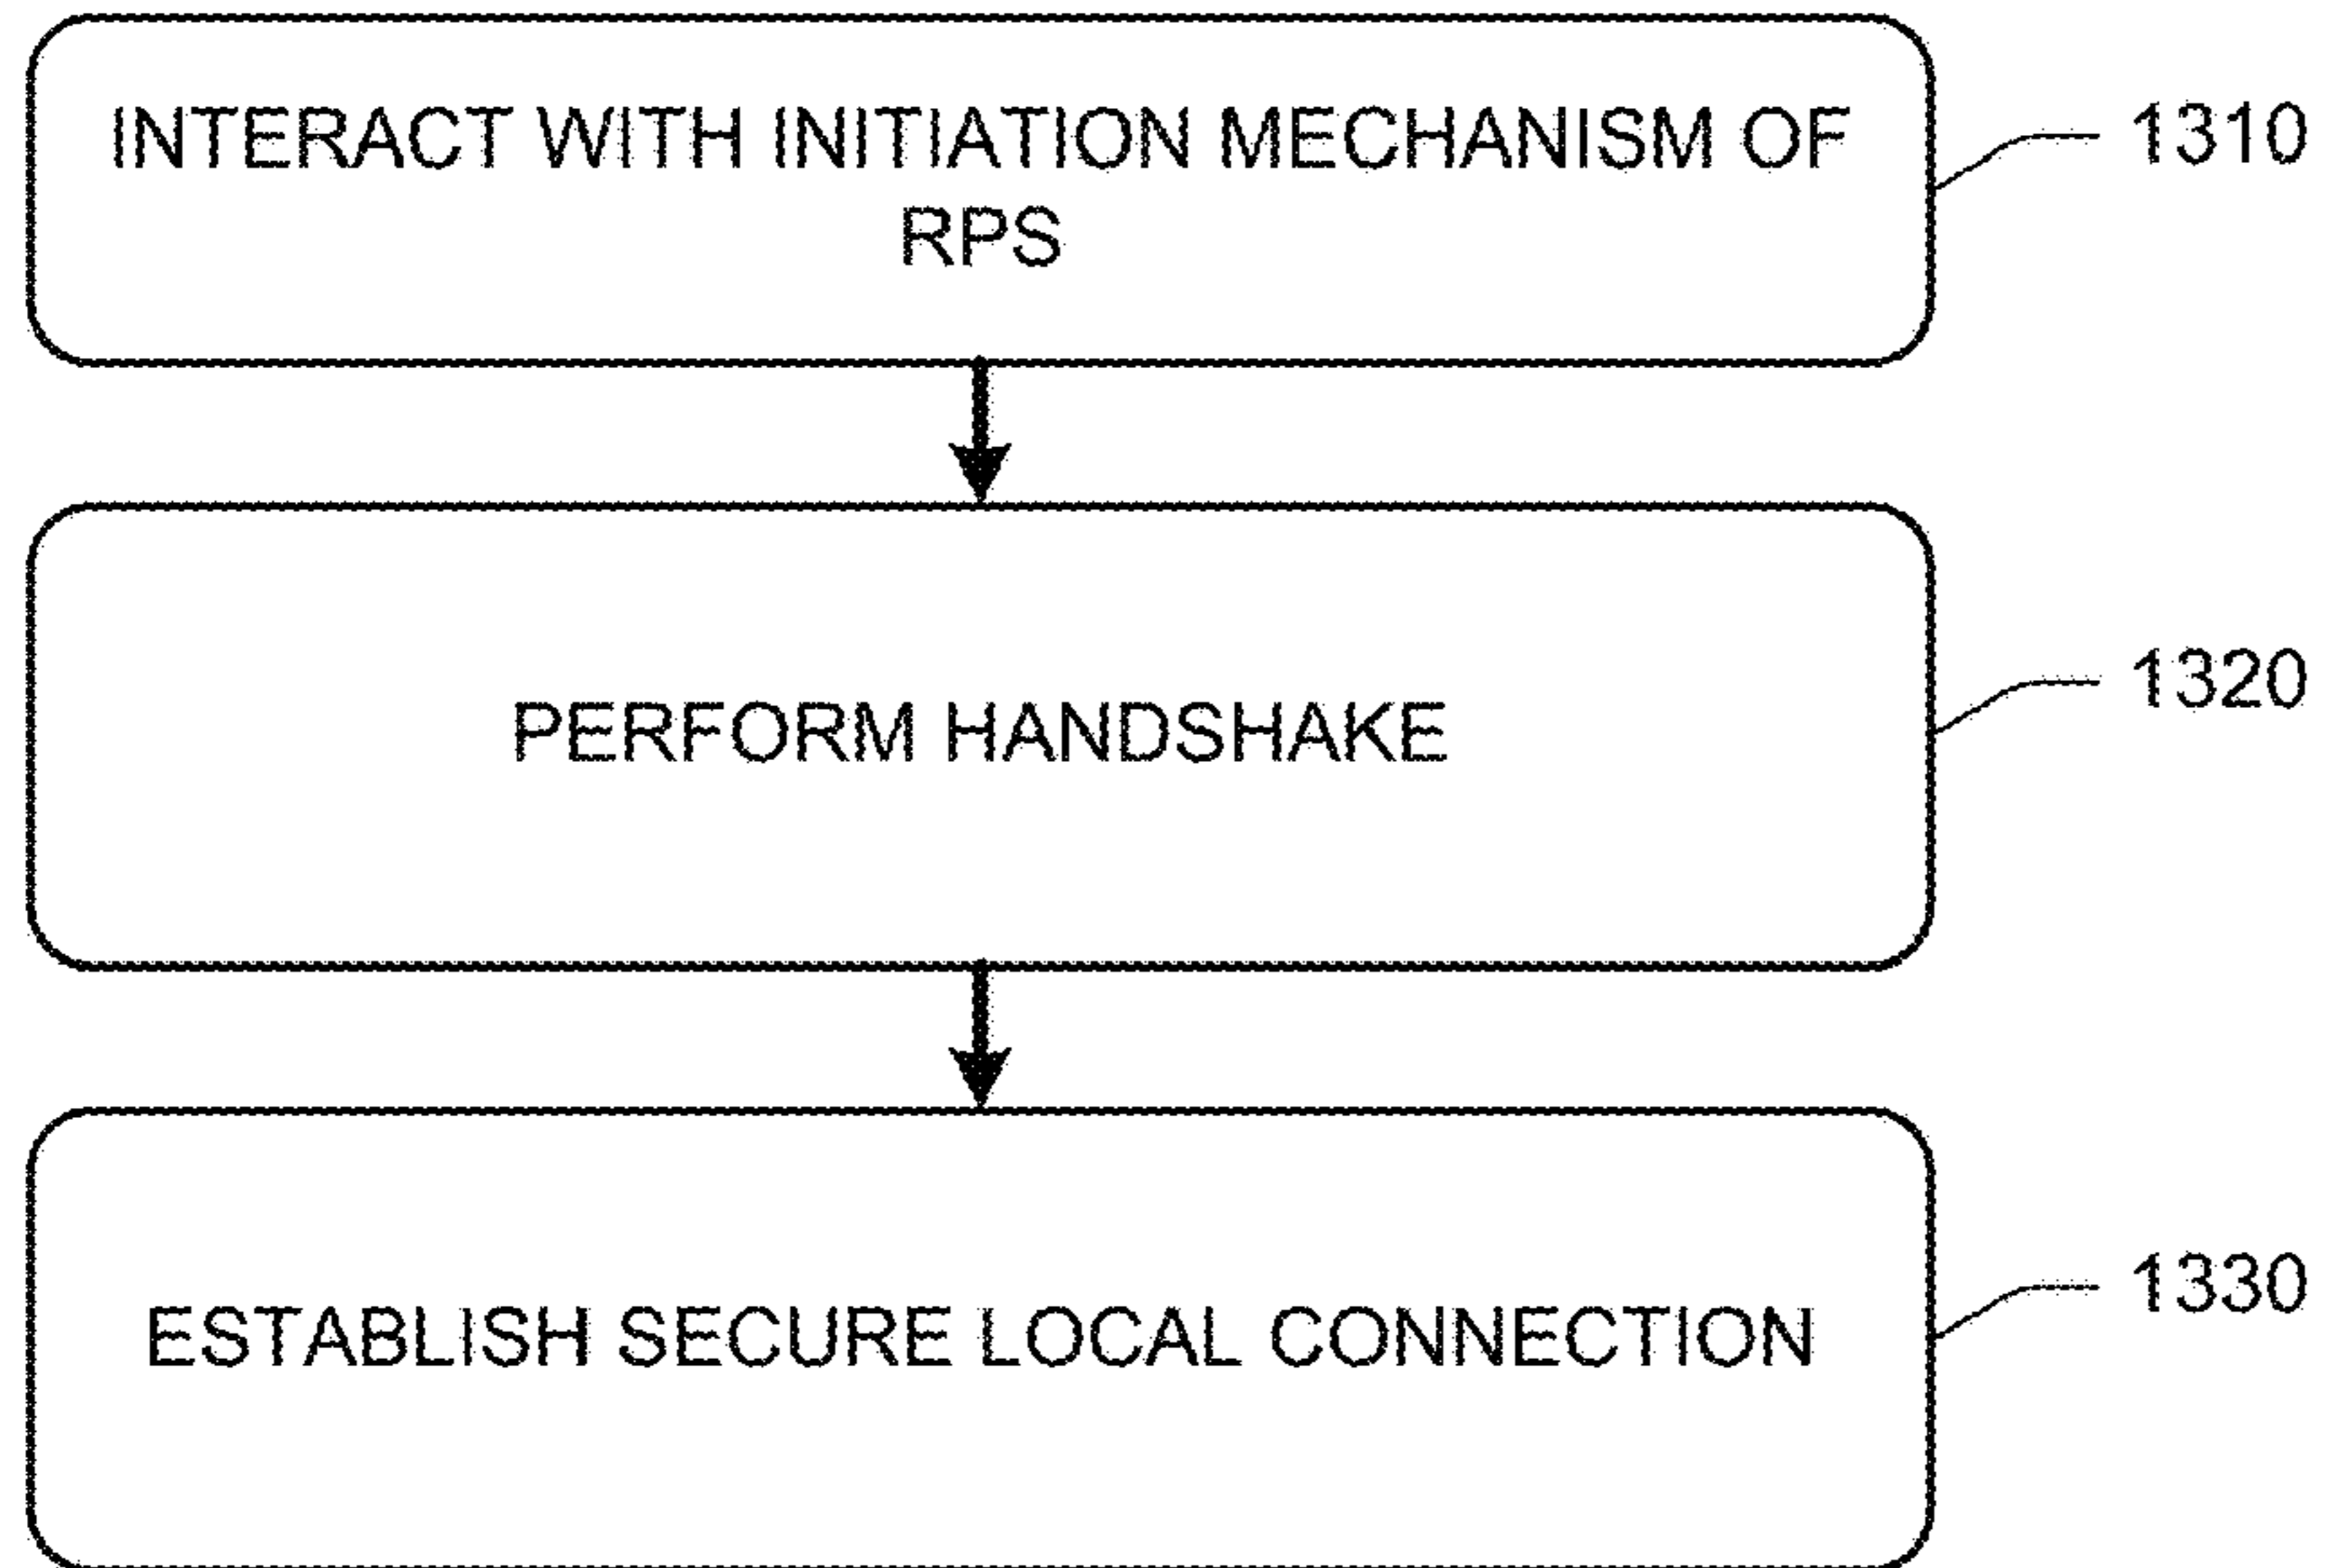 INTERACT WITH INITIATION MECHANISM OF
RPS
1310
PERFORM HANDSHAKE
1320
ESTABLISH SECURE LOCAL CONNECTION
1330